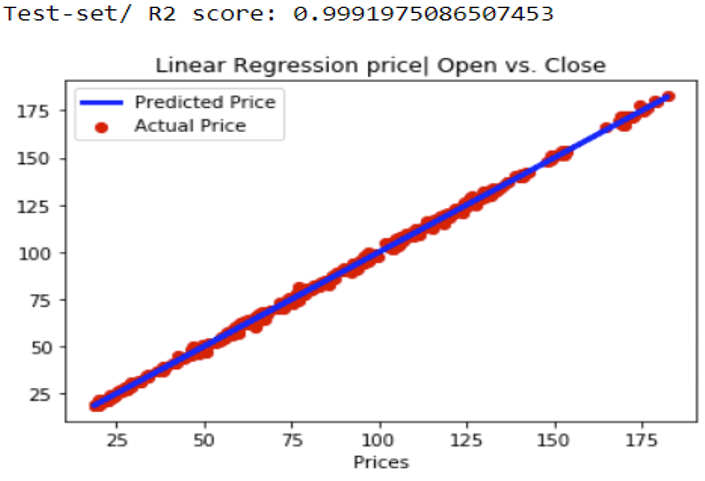 Test-set/ R2 score: 0.9991975086507453
Linear Regression price| Open vs. Close
Predicted Price
Actual Price
175
150
125
100
75
50
25
25 50 75 100 125 150 175
Prices